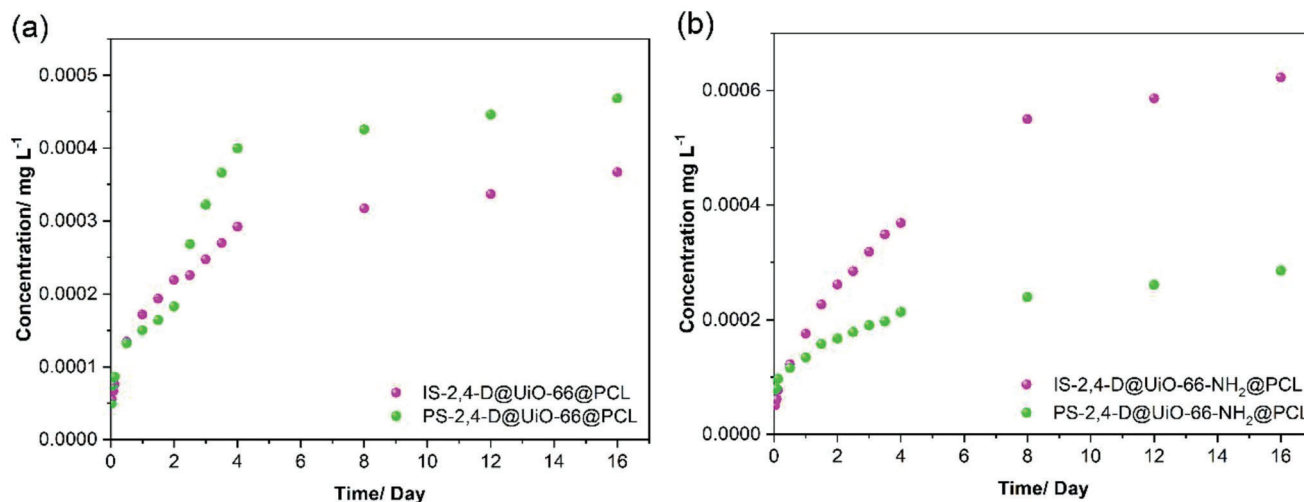 (a)
0.0005
0.0004
0.0003
0.0002
0.0001
0.0000
Concentration/ mg L⁻¹
IS-2,4-D@UiO-66@PCL
PS-2,4-D@UiO-66@PCL
0 2 4 6 8 10 12 14 16
Time/ Day
(b)
0.0006
0.0004
0.0002
0.0000
Concentration mg L⁻¹
IS-2,4-D@UiO-66-NH₂@PCL
PS-2,4-D@UiO-66-NH₂@PCL
0 2 4 6 8 10 12 14 16
Time/ Day